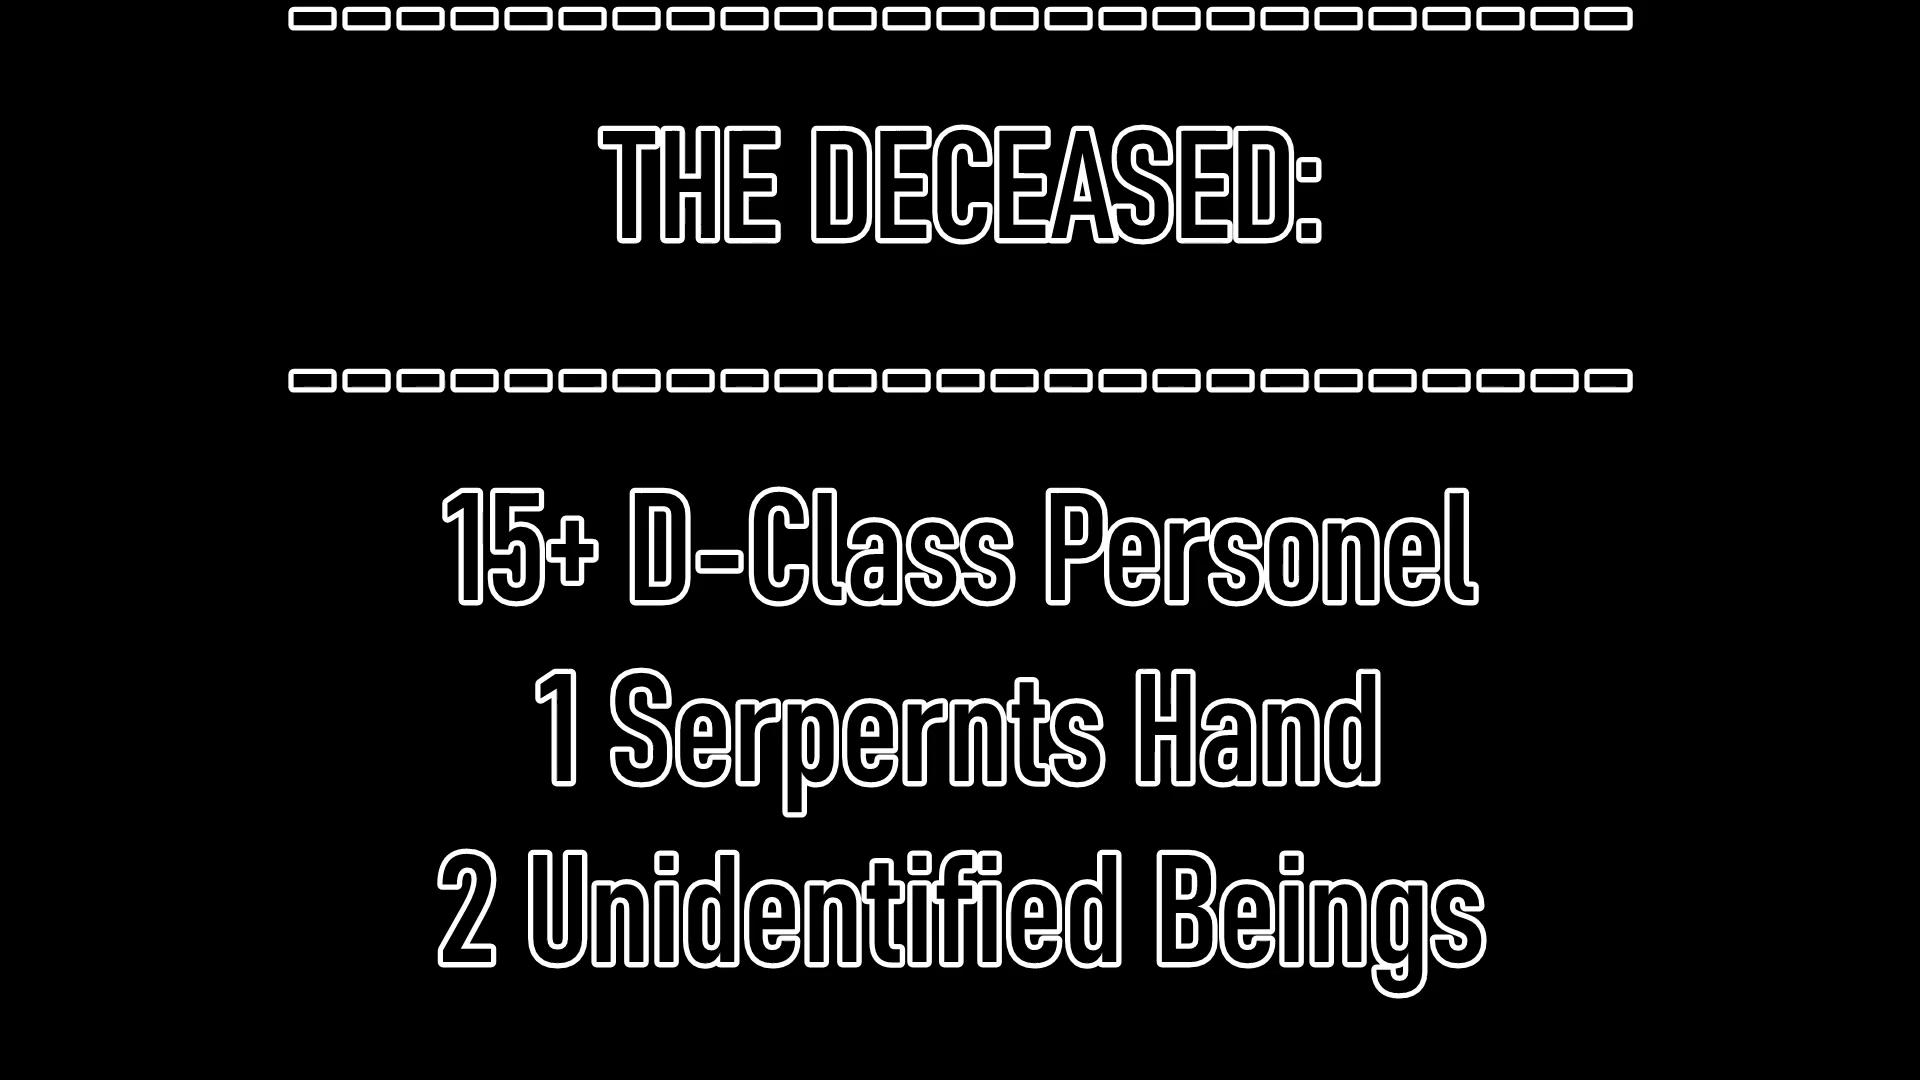 -------------------------
THE DECEASED:
-------------------------
15+ D-Class Personel
1 Serpernts Hand
2 Unidentified Beings